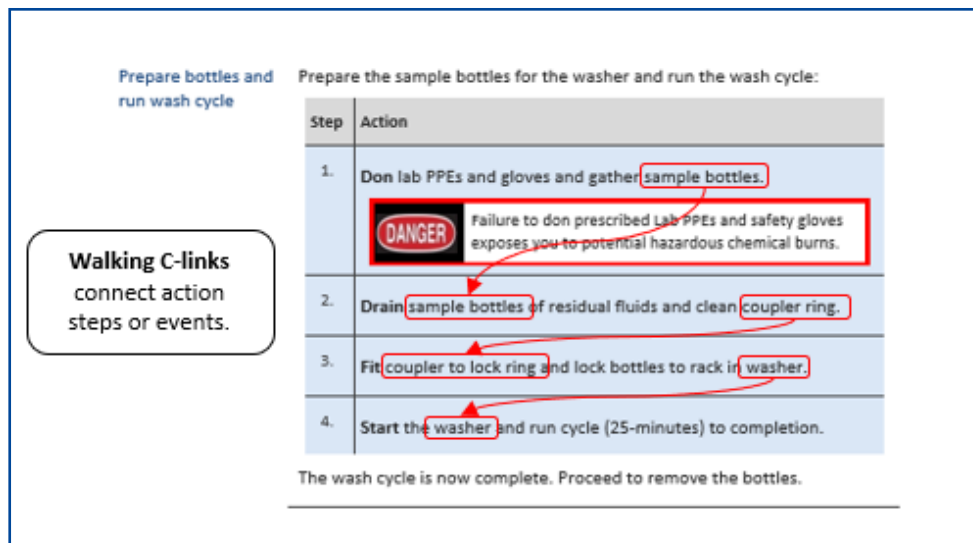 Prepare bottles and
run wash cycle
Prepare the sample bottles for the washer and run the wash cycle:
Step Action
1. Don lab PPEs and gloves and gather sample bottles.
DANGER
Failure to don prescribed Lab PPEs and safety gloves
exposes you to potential hazardous chemical burns.
Walking C-links
connect action
steps or events.
2. Drain sample bottles of residual fluids and clean coupler ring.
3. Fit coupler to lock ring and lock bottles to rack in washer.
4. Start the washer and run cycle (25-minutes) to completion.
The wash cycle is now complete. Proceed to remove the bottles.